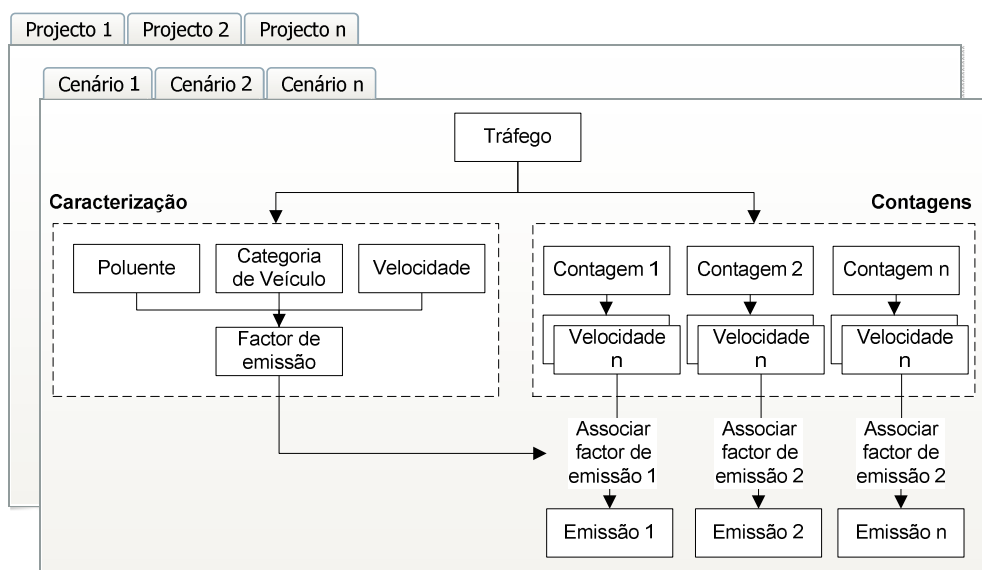 Projecto 1
Projecto 2
Projecto n
Cenário 1
Cenário 2
Cenário n
Tráfego
Caracterização
Contagens
Poluente
Categoria
de Veículo
Velocidade
Factor de
emissão
Contagem 1
Contagem 2
Contagem n
Velocidade
n
Velocidade
n
Velocidade
n
Associar
factor de
emissão 1
Associar
factor de
emissão 2
Associar
factor de
emissão 2
Emissão 1
Emissão 2
Emissão n